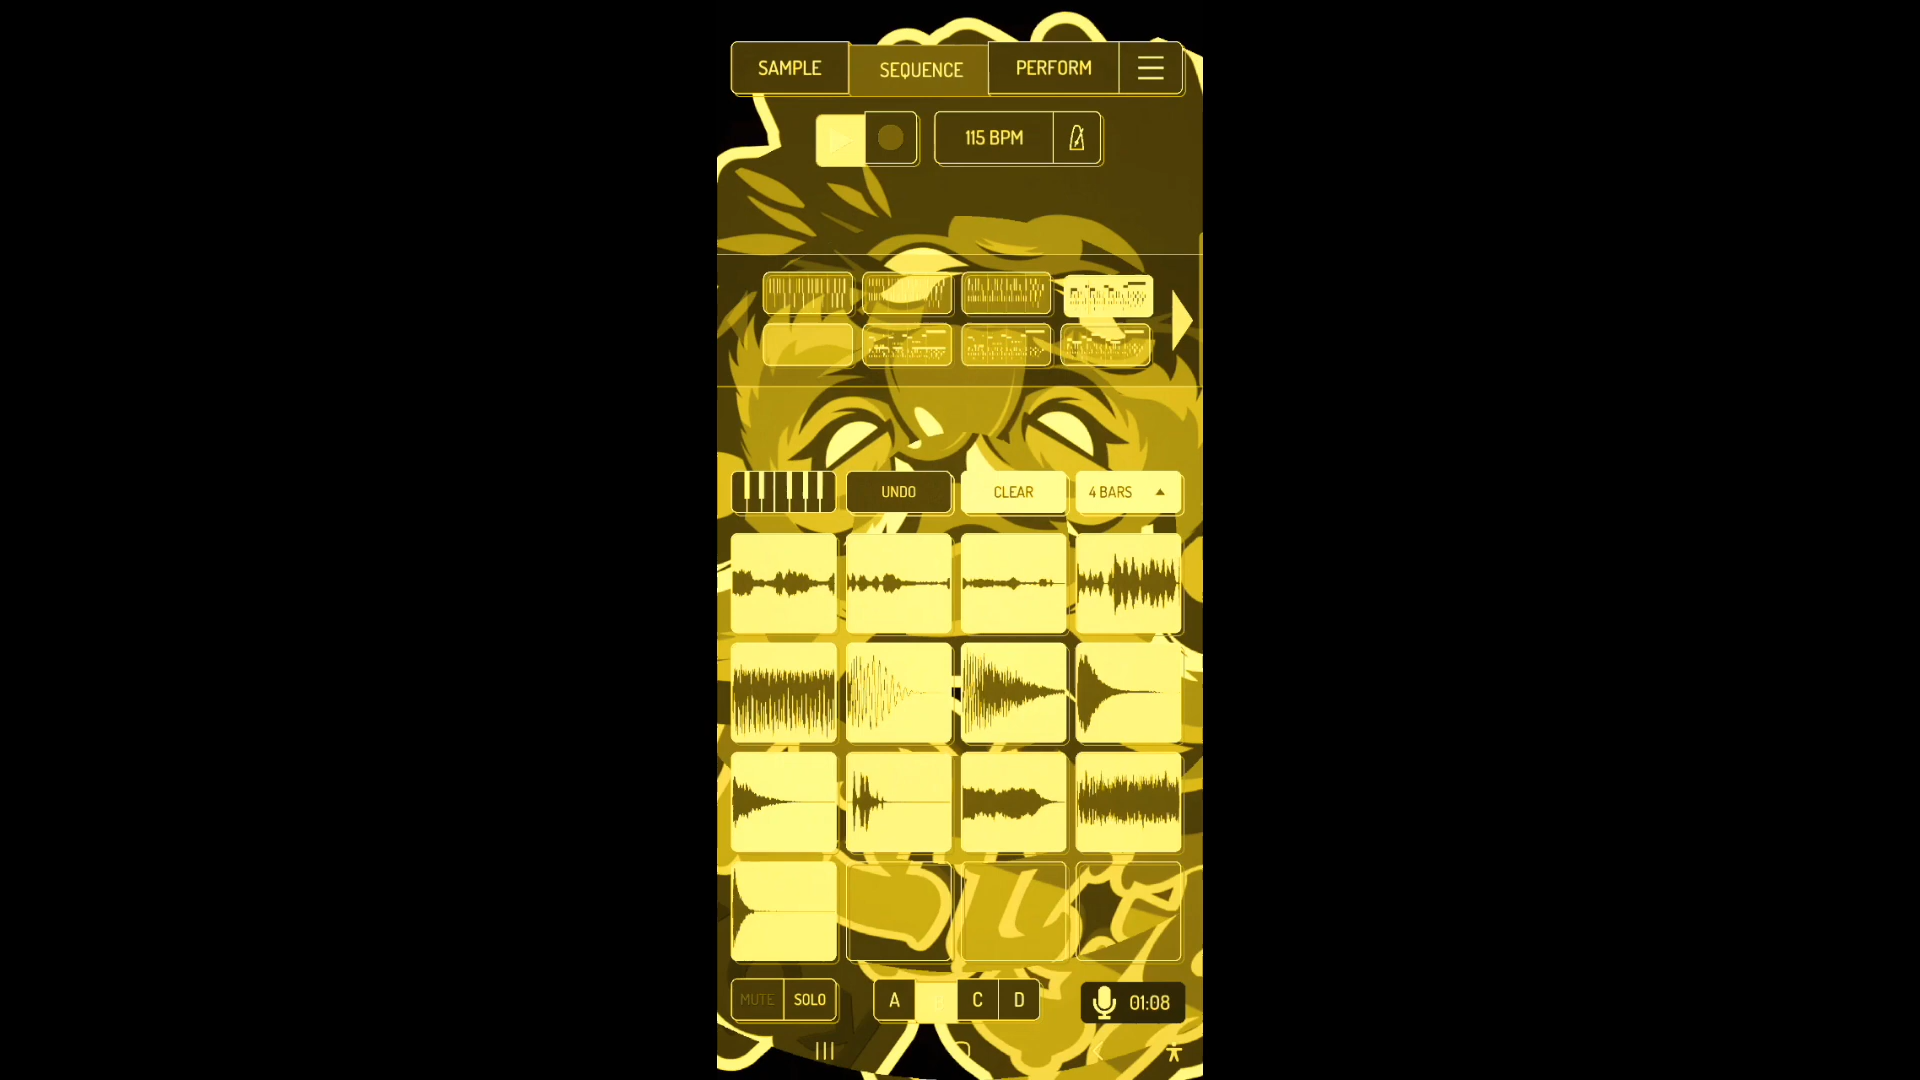 SAMPLE SEQUENCE PERFORM
115 BPM
UNDO CLEAR 4 BARS
MUTE SOLO A C D 01:08